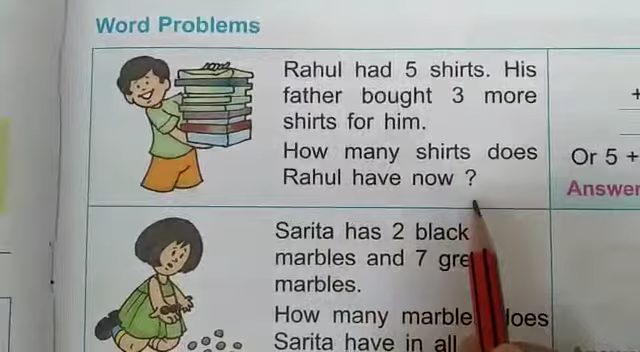 Word Problems
Rahul had 5 shirts. His
father bought 3 more
shirts for him.
How many shirts does
Rahul have now ?
+
Or 5 +
Answer
Sarita has 2 black
marbles and 7
marbles.
How many does
Sarita have in all